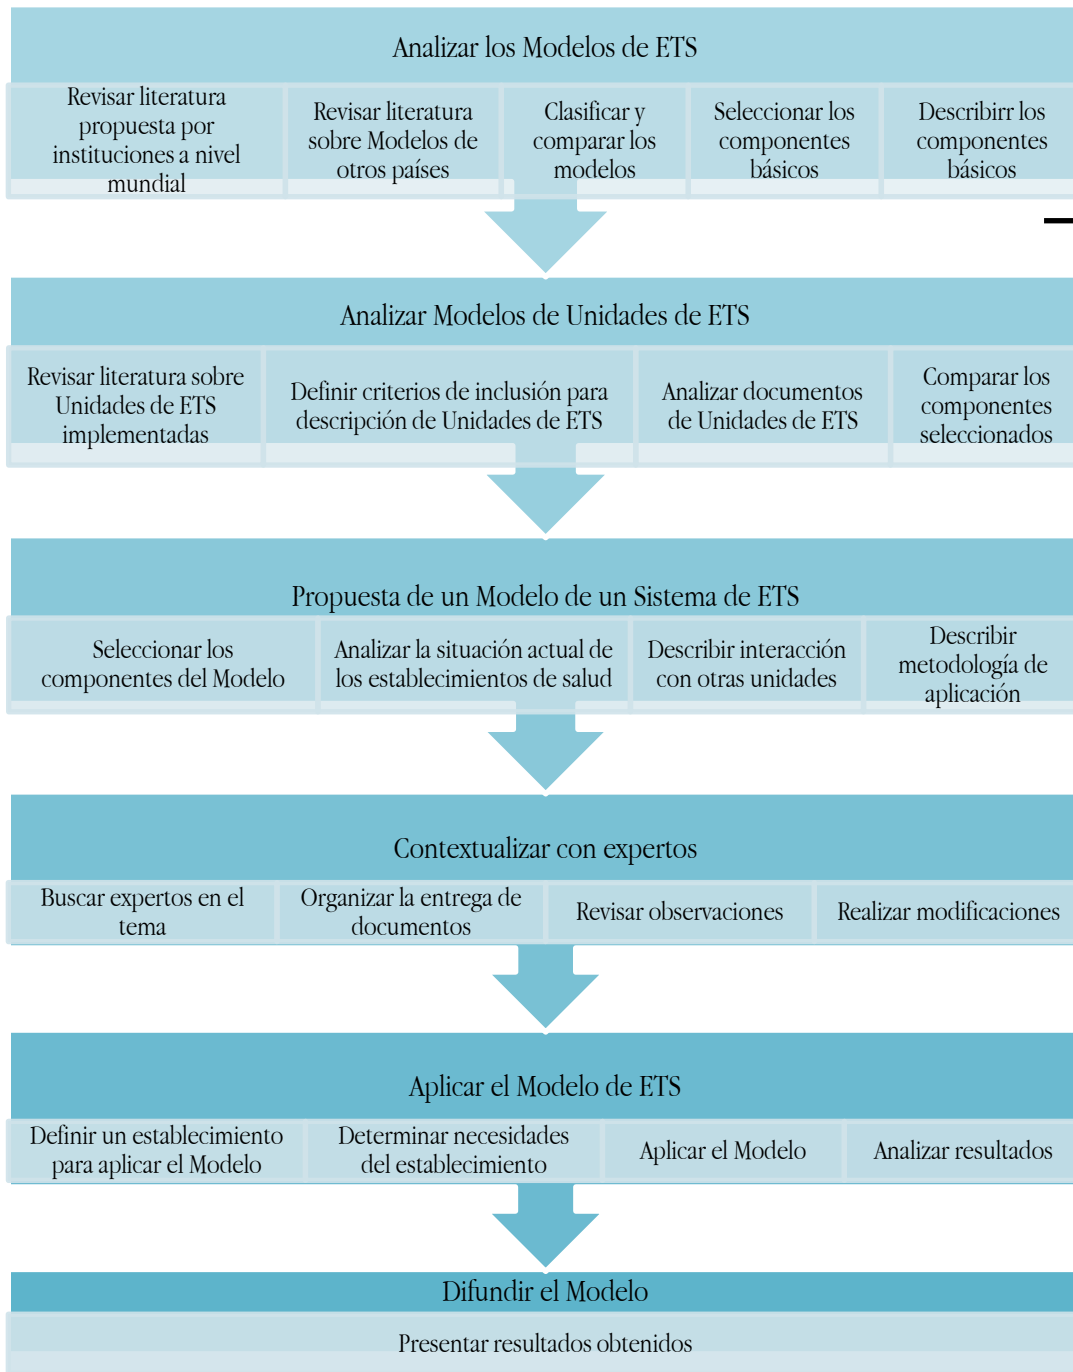 Analizar los Modelos de ETS
Revisar literatura
propuesta por
instituciones a nivel
mundial
Revisar literatura
sobre Modelos de
otros países
Clasificar y
comparar los
modelos
Seleccionar los
componentes
básicos
Describirr los
componentes
básicos
Analizar Modelos de Unidades de ETS
Revisar literatura sobre
Unidades de ETS
implementadas
Definir criterios de inclusión para
descripción de Unidades de ETS
Analizar documentos
de Unidades de ETS
Comparar los
componentes
seleccionados
Propuesta de un Modelo de un Sistema de ETS
Seleccionar los
componentes del Modelo
Analizar la situación actual de
los establecimientos de salud
Describir interacción
con otras unidades
Describir
metodología de
aplicación
Contextualizar con expertos
Buscar expertos en el
tema
Organizar la entrega de
documentos
Revisar observaciones
Realizar modificaciones
Aplicar el Modelo de ETS
Definir un establecimiento
para aplicar el Modelo
Determinar necesidades
del establecimiento
Aplicar el Modelo
Analizar resultados
Difundir el Modelo
Presentar resultados obtenidos